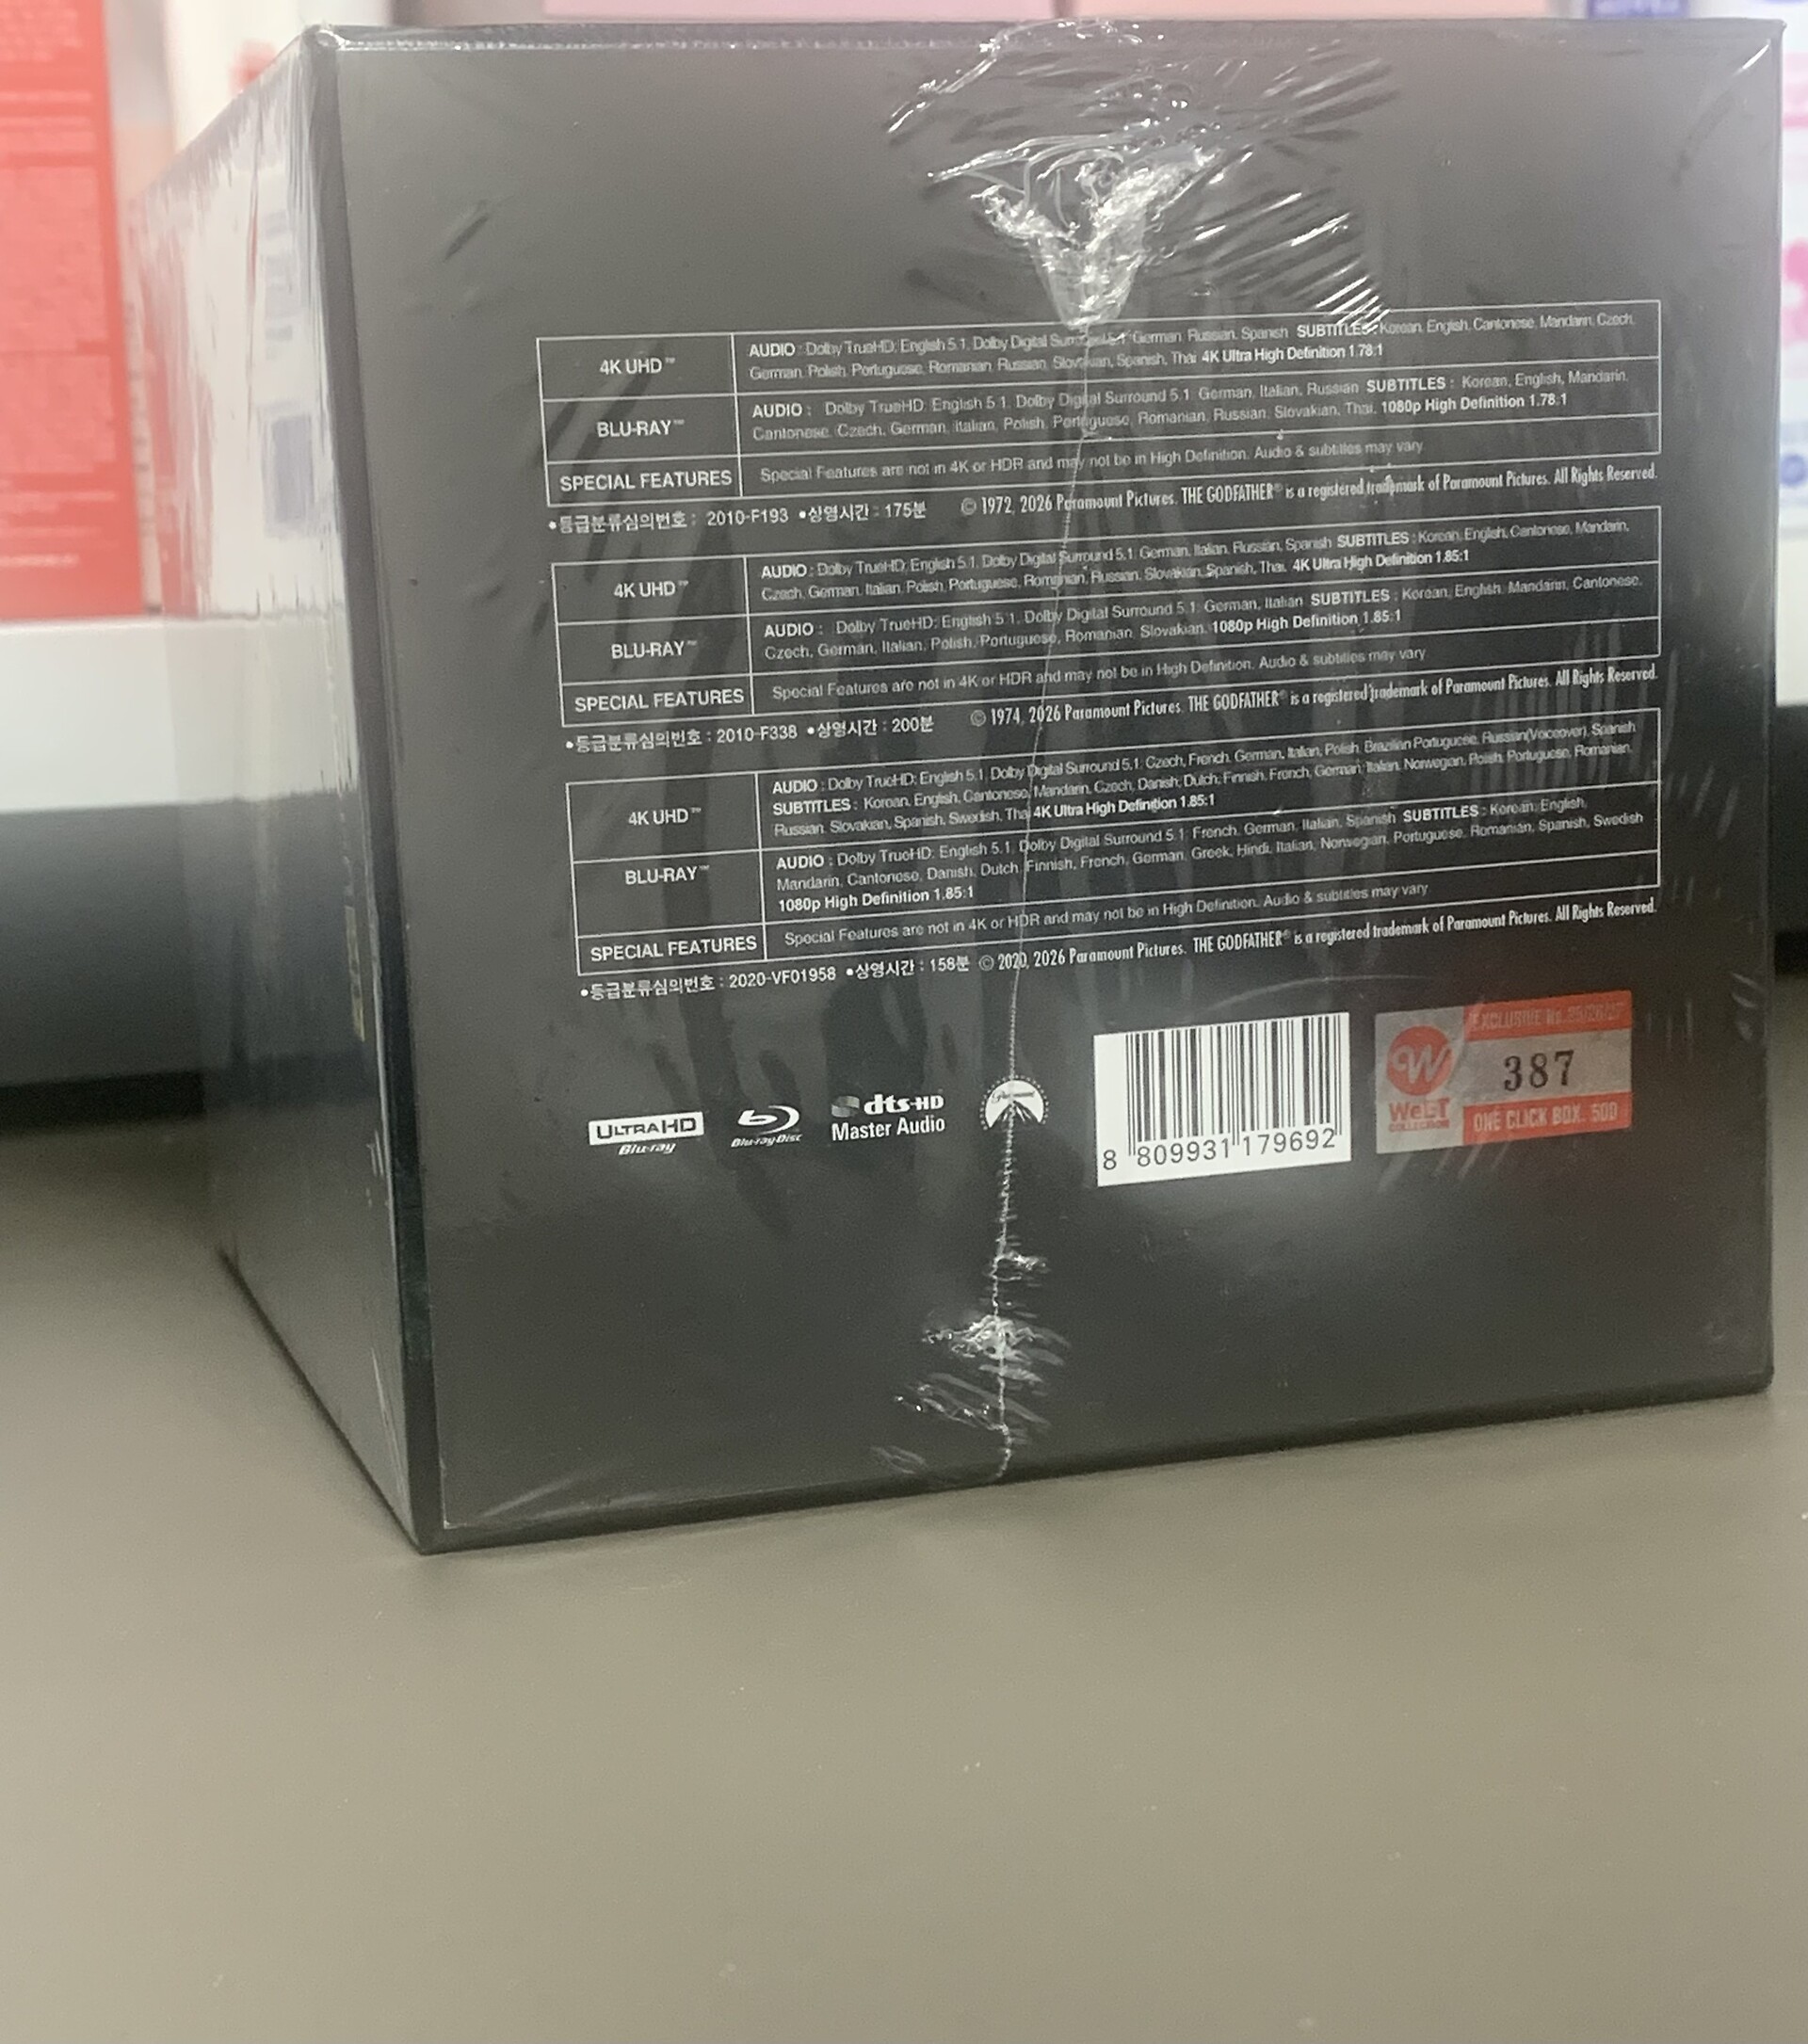 4K UHD™
AUDIO : Dolby TrueHD: English 5.1, Dolby Digital Surround 5.1: German, Russian, Spanish SUBTITLES : Korean, English, Cantonese, Mandarin, Czech,
German, Polish, Portuguese, Romanian, Russian, Slovakian, Spanish, Thai 4K Ultra High Definition 1.78:1
BLU-RAY™
AUDIO : Dolby TrueHD: English 5.1, Dolby Digital Surround 5.1: German, Italian, Russian SUBTITLES : Korean, English, Mandarin,
Cantonese, Czech, German, Italian, Polish, Portuguese, Romanian, Russian, Slovakian, Thai, 1080p High Definition 1.78:1
SPECIAL FEATURES
Special Features are not in 4K or HDR and may not be in High Definition. Audio & subtitles may vary
•등급분류심의번호 : 2010-F193 •상영시간 : 175분 © 1972, 2026 Paramount Pictures. THE GODFATHER® is a registered trademark of Paramount Pictures. All Rights Reserved.
4K UHD™
AUDIO : Dolby TrueHD: English 5.1, Dolby Digital Surround 5.1: German, Italian, Russian, Spanish SUBTITLES : Korean, English, Cantonese, Mandarin,
Czech, German, Italian, Polish, Portuguese, Romanian, Russian, Slovakian, Spanish, Thai, 4K Ultra High Definition 1.85:1
BLU-RAY™
AUDIO : Dolby TrueHD: English 5.1, Dolby Digital Surround 5.1: German, Italian SUBTITLES : Korean, English, Mandarin, Cantonese,
Czech, German, Italian, Polish, Portuguese, Romanian, Slovakian, 1080p High Definition 1.85:1
SPECIAL FEATURES
Special Features are not in 4K or HDR and may not be in High Definition. Audio & subtitles may vary
•등급분류심의번호 : 2010-F338 •상영시간 : 200분 © 1974, 2026 Paramount Pictures. THE GODFATHER® is a registered trademark of Paramount Pictures. All Rights Reserved.
4K UHD™
AUDIO : Dolby TrueHD: English 5.1, Dolby Digital Surround 5.1: Czech, French, German, Italian, Polish, Brazilian Portuguese, Russian(Voiceover), Spanish
SUBTITLES : Korean, English, Cantonese, Mandarin, Czech, Danish, Dutch, Finnish, French, German, Italian, Norwegian, Polish, Portuguese, Romanian,
Russian, Slovakian, Spanish, Swedish, Thai 4K Ultra High Definition 1.85:1
BLU-RAY™
AUDIO : Dolby TrueHD: English 5.1, Dolby Digital Surround 5.1: French, German, Italian, Spanish SUBTITLES : Korean, English,
Mandarin, Cantonese, Danish, Dutch, Finnish, French, German, Greek, Hindi, Italian, Norwegian, Portuguese, Romanian, Spanish, Swedish
1080p High Definition 1.85:1
SPECIAL FEATURES
Special Features are not in 4K or HDR and may not be in High Definition. Audio & subtitles may vary
•등급분류심의번호 : 2020-VF01958 •상영시간 : 158분 © 2020, 2026 Paramount Pictures. THE GODFATHER® is a registered trademark of Paramount Pictures. All Rights Reserved.
ULTRA HD
Blu-ray
Blu-ray Disc
dts-HD
Master Audio
Paramount
8 809931 179692
EXCLUSIVE No.
W
387
WeET
COLLECTION
ONE CLICK BOX. 500